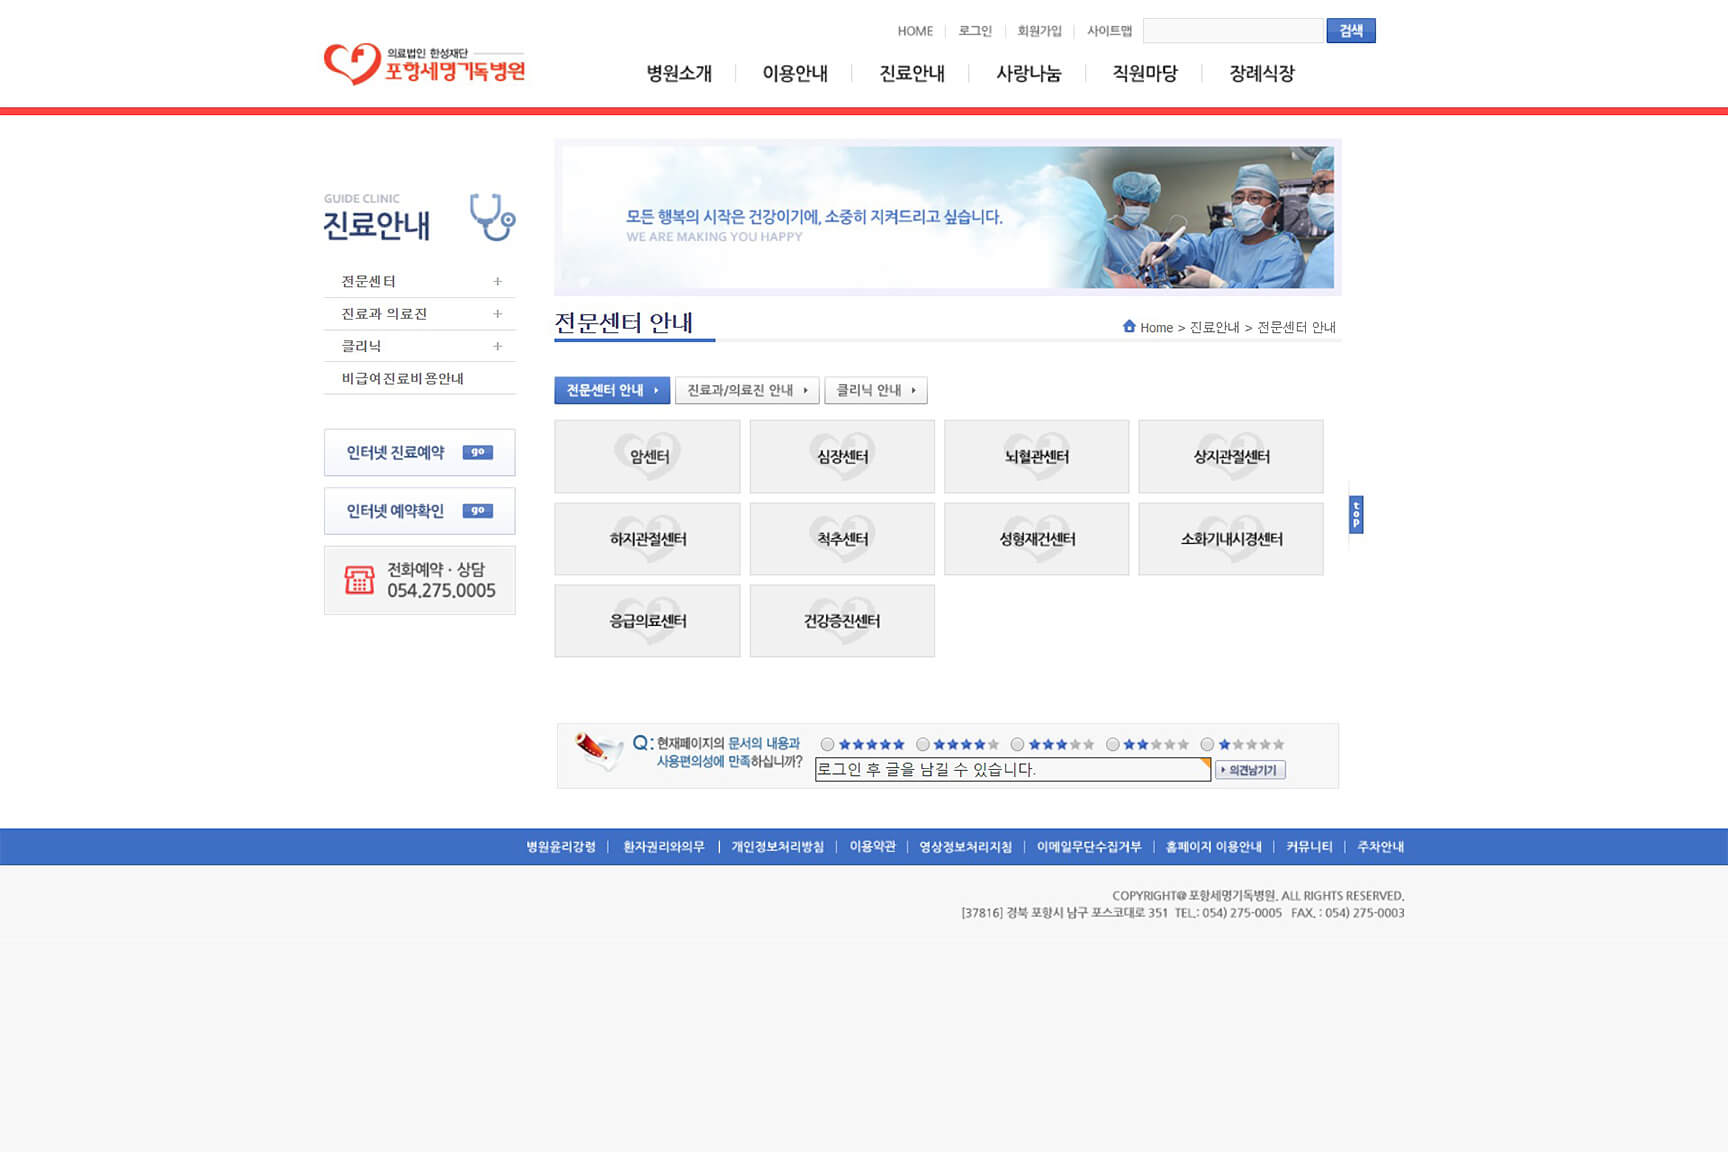 HOME 로그인 회원가입 사이트맵 검색
의료법인 한성재단
포항세명기독병원
병원소개 이용안내 진료안내 사랑나눔 직원마당 장례식장
GUIDE CLINIC
진료안내
전문센터 +
진료과 의료진 +
클리닉 +
비급여진료비용안내
인터넷 진료예약 go
인터넷 예약확인 go
전화예약 · 상담
054.275.0005
모든 행복의 시작은 건강이기에, 소중히 지켜드리고 싶습니다.
WE ARE MAKING YOU HAPPY
전문센터 안내
Home > 진료안내 > 전문센터 안내
전문센터 안내 진료과/의료진 안내 클리닉 안내
암센터 심장센터 뇌혈관센터 상지관절센터
하지관절센터 척추센터 성형재건센터 소화기내시경센터
응급의료센터 건강증진센터
top
Q: 현재페이지의 문서의 내용과
사용편의성에 만족하십니까?
로그인 후 글을 남길 수 있습니다.
의견남기기
병원윤리강령 환자권리와의무 개인정보처리방침 이용약관 영상정보처리지침 이메일무단수집거부 홈페이지 이용안내 커뮤니티 주차안내
COPYRIGHT@ 포항세명기독병원. ALL RIGHTS RESERVED.
[37816] 경북 포항시 남구 포스코대로 351 TEL.: 054) 275-0005 FAX. : 054) 275-0003